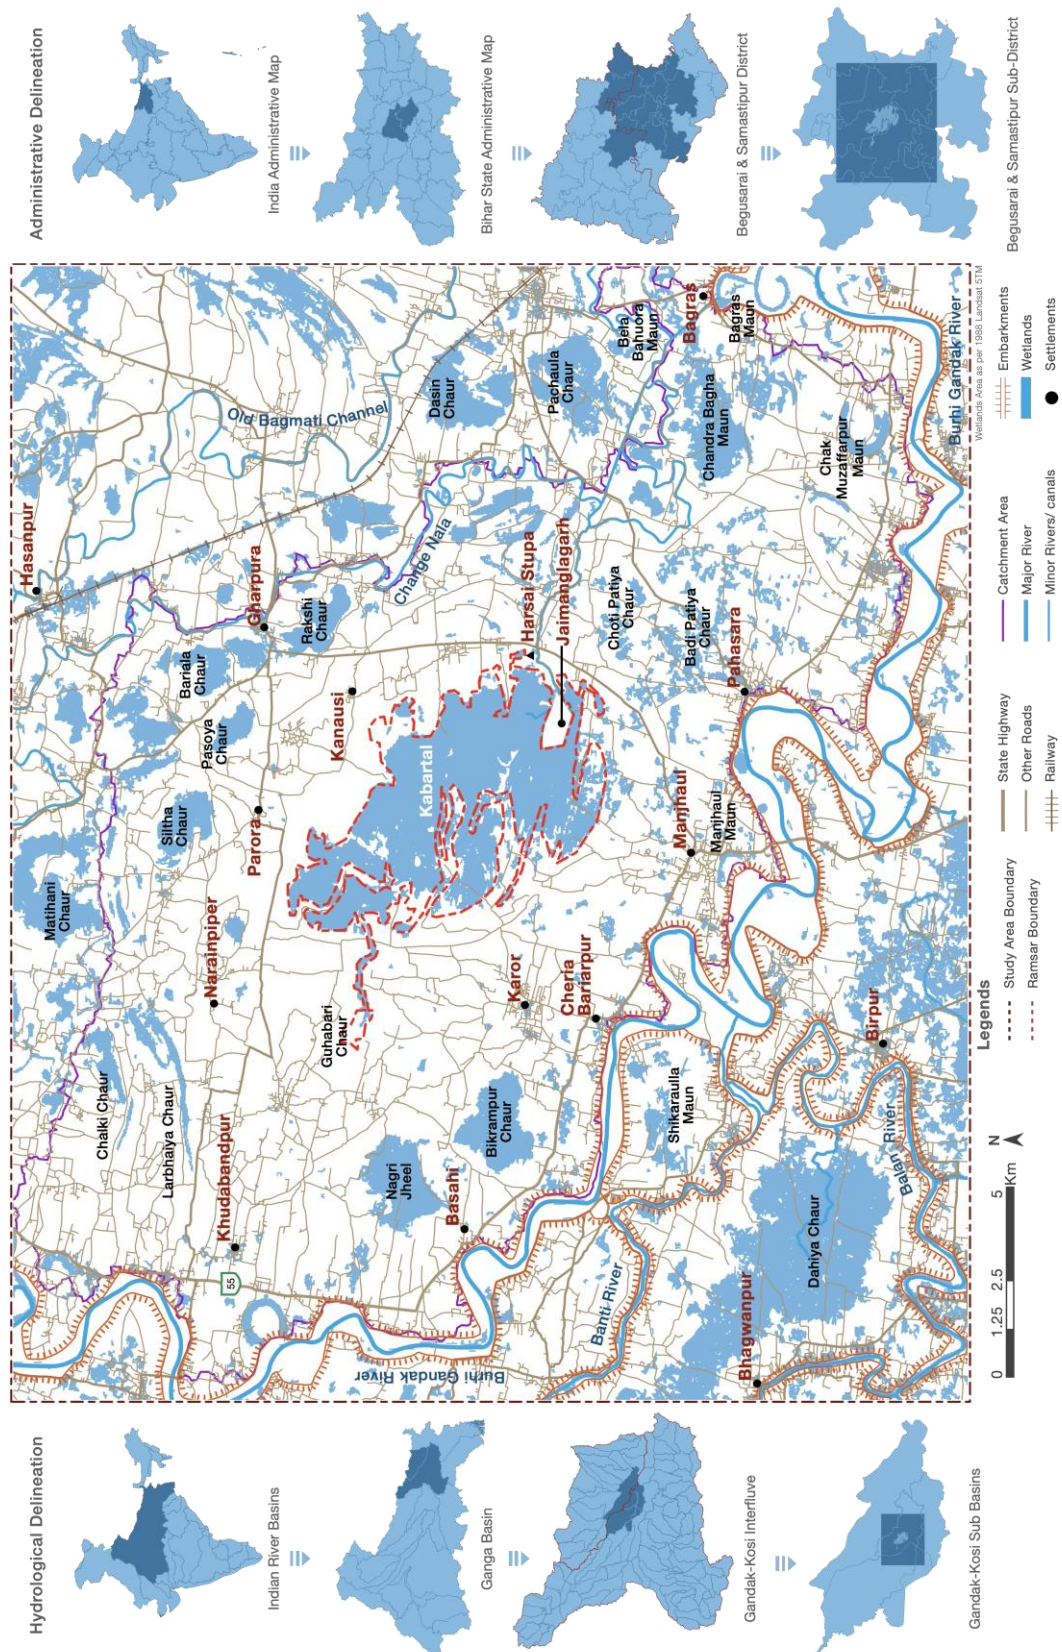 Hydrological Delineation
Indian River Basins
Ganga Basin
Gandak-Kosi Interfluve
Gandak-Kosi Sub Basins
Hasanpur
Matihani
Chaur
Chalki Chaur
Larbhaiya Chaur
Narainpiper
Khudabandpur
55
Siltha
Chaur
Pasoya
Chaur
Bariala
Chaur
Gharpura
Rakshi
Chaur
Old Bagmati Channel
Parora
Kanausi
Guhabari
Chaur
Nagri
Jheel
Basahi
Bikrampur
Chaur
Karor
Cheria
Bariarpur
Kabartal
Change Nala
Dasin
Chaur
Harsai Stupa
Jaimanglagarh
Pachaula
Chaur
Bela
Bahuora
Maun
Choti Patiya
Chaur
Badi Patiya
Chaur
Chandra Bagha
Maun
Bagras
Bagras
Maun
Manjhaul
Manjhaul
Maun
Pahasara
Shikaraulla
Maun
Banti River
Burhi Gandak River
Bhagwanpur
Dahiya Chaur
Balan River
Birpur
Chak
Muzaffarpur
Maun
Burhi Gandak River
Wetlands Area as per 1988 Landsat 5TM
0 1.25 2.5 5
Km
N
Legends
Study Area Boundary
Ramsar Boundary
State Highway
Other Roads
Railway
Catchment Area
Major River
Minor Rivers/ canals
Embarkments
Wetlands
Settlements
Administrative Delineation
India Administrative Map
Bihar State Administrative Map
Begusarai & Samastipur District
Begusarai & Samastipur Sub-District